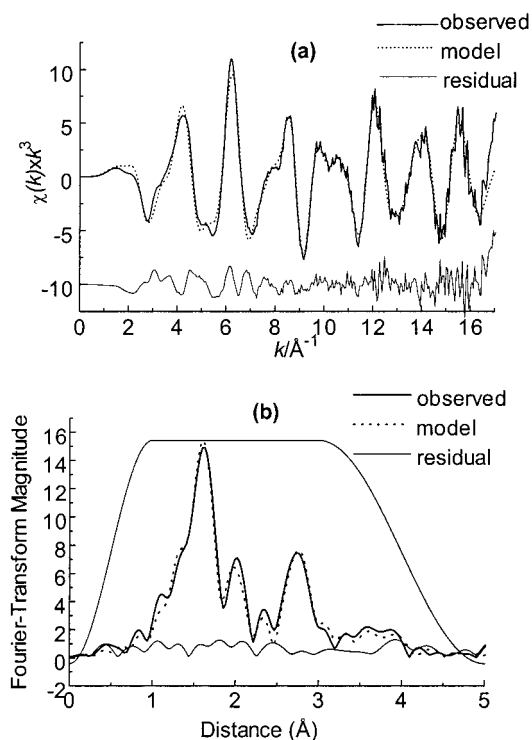 (a)
observed
model
residual
χ(k)xk³
10
5
0
-5
-10
0 2 4 6 8 10 12 14 16
k/Å⁻¹
(b)
observed
model
residual
Fourier-Transform Magnitude
16
14
12
10
8
6
4
2
0
-2
0 1 2 3 4 5
Distance (Å)